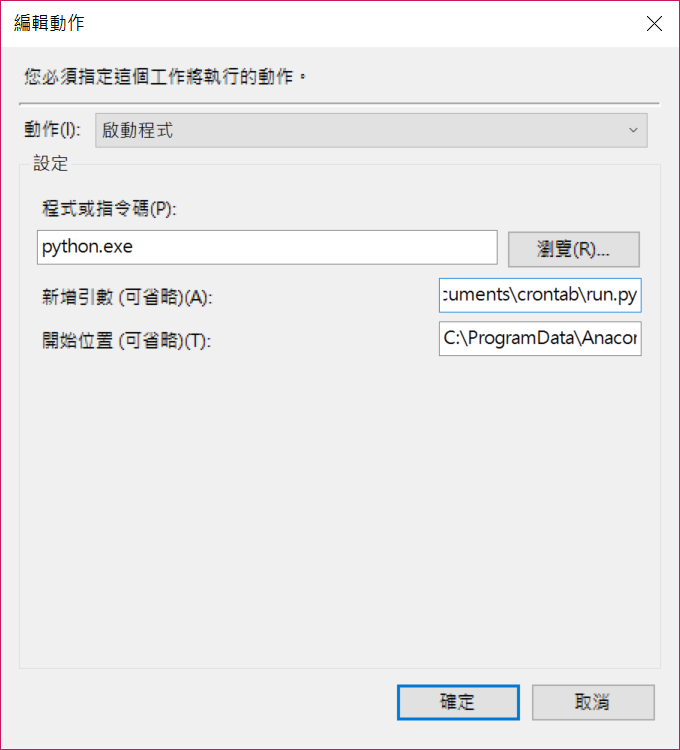 編輯動作
您必須指定這個工作將執行的動作。
動作(I): 啟動程式
設定
程式或指令碼(P):
python.exe 瀏覽(R)...
新增引數 (可省略)(A): cuments\crontab\run.py
開始位置 (可省略)(T): C:\ProgramData\Anacor
確定 取消